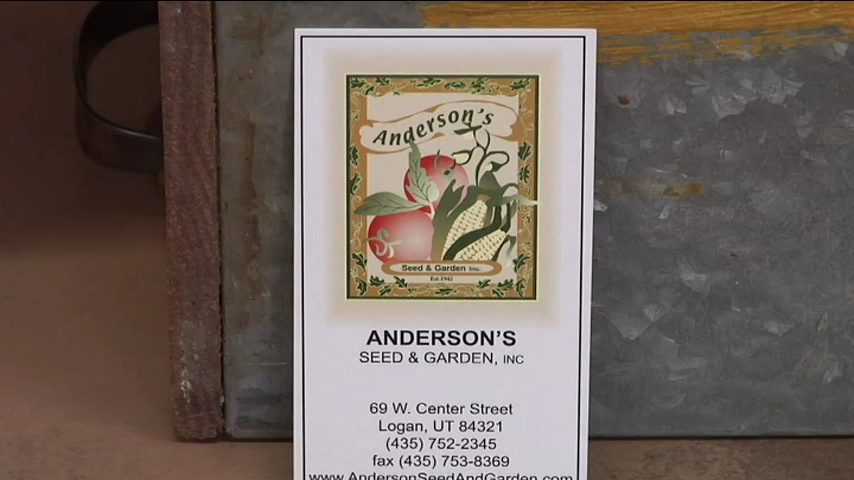 Anderson's
Seed & Garden Inc.
Est 1942
ANDERSON'S
SEED & GARDEN, INC
69 W. Center Street
Logan, UT 84321
(435) 752-2345
fax (435) 753-8369
www.AndersonSeedAndGarden.com